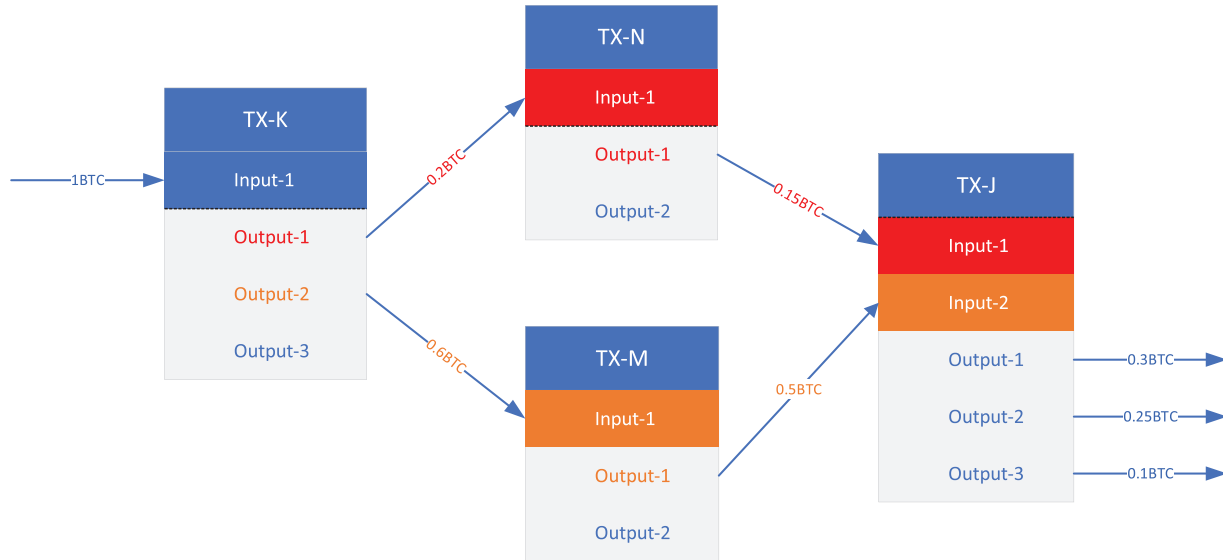 TX-K
1BTC
Input-1
Output-1
Output-2
Output-3
0.2BTC
0.6BTC
TX-N
Input-1
Output-1
Output-2
0.15BTC
TX-M
Input-1
Output-1
Output-2
0.5BTC
TX-J
Input-1
Input-2
Output-1
0.3BTC
Output-2
0.25BTC
Output-3
0.1BTC